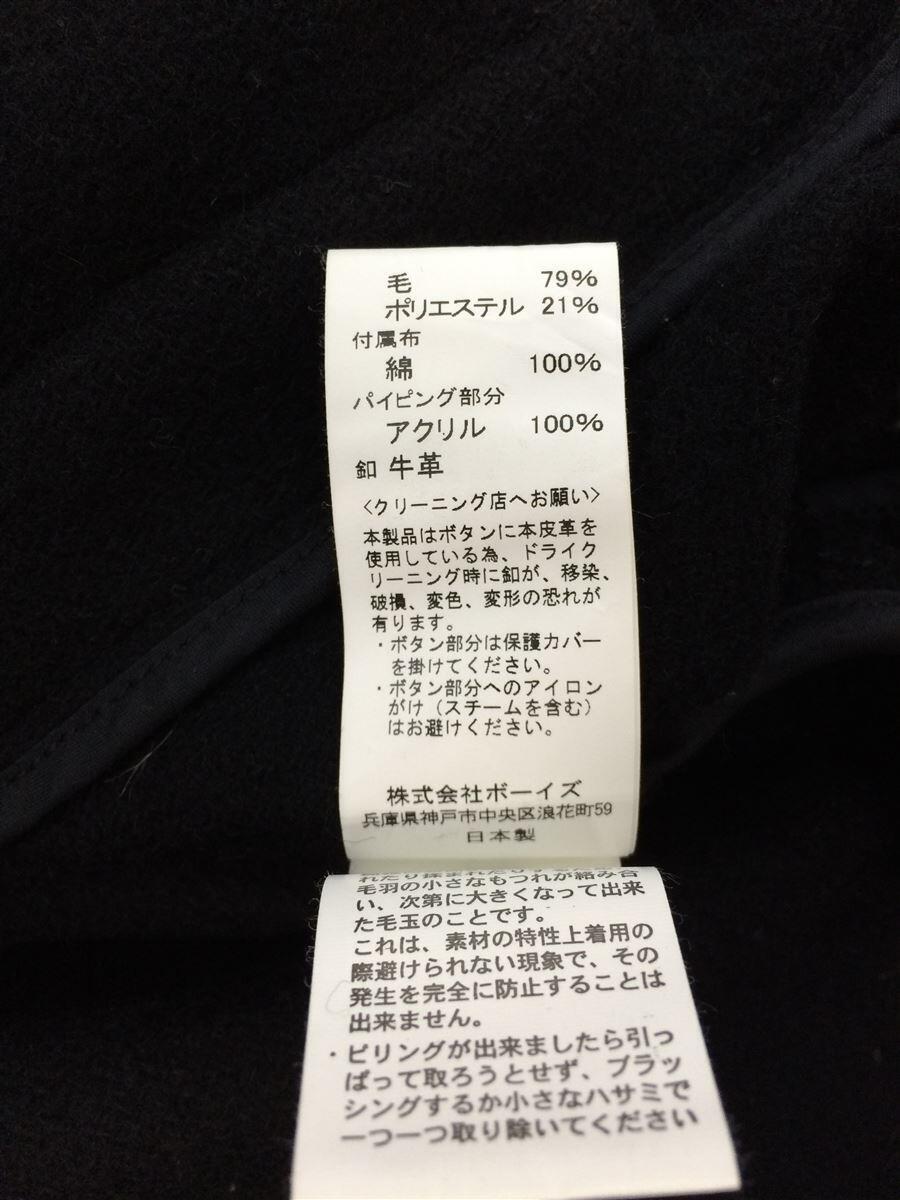 毛 79%
ポリエステル 21%
付属布
綿 100%
パイピング部分
アクリル 100%
釦 牛革
<クリーニング店へお願い>
本製品はボタンに本皮革を
使用している為、ドライク
リーニング時に釦が、移染、
破損、変色、変形の恐れが
有ります。
・ボタン部分は保護カバー
を掛けてください。
・ボタン部分へのアイロン
がけ（スチームを含む）
はお避けください。
株式会社ボーイズ
兵庫県神戸市中央区浪花町59
日本製
毛羽の小さなもつれが絡み合
い、次第に大きくなって出来
た毛玉のことです。
これは、素材の特性上着用の
際避けられない現象で、その
発生を完全に防止することは
出来ません。
・ピリングが出来ましたら引っ
ぱって取ろうとせず、ブラッ
シングするか小さなハサミで
一つ一つ取り除いてください